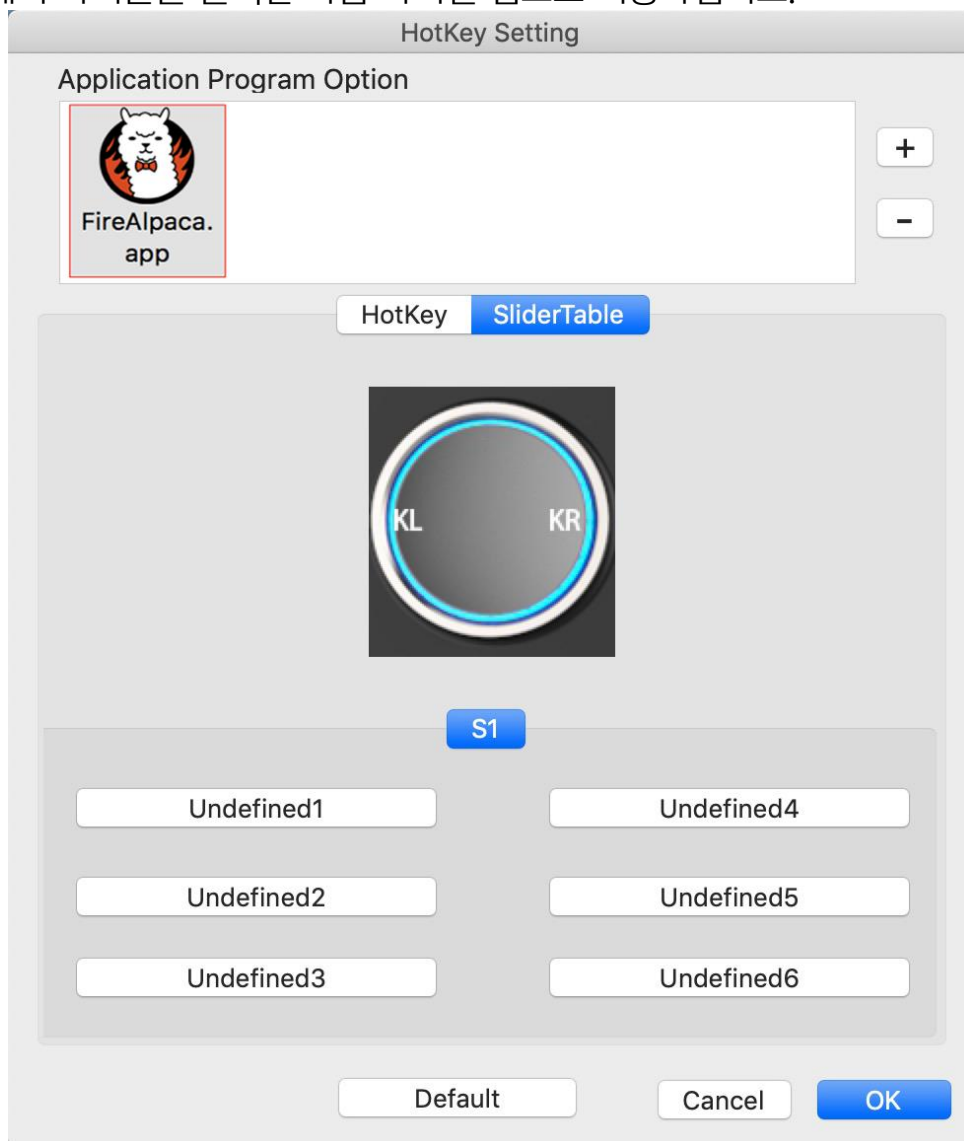 HotKey Setting
Application Program Option
FireAlpaca.
app
+
-
HotKey SliderTable
KL KR
S1
Undefined1 Undefined4
Undefined2 Undefined5
Undefined3 Undefined6
Default Cancel OK